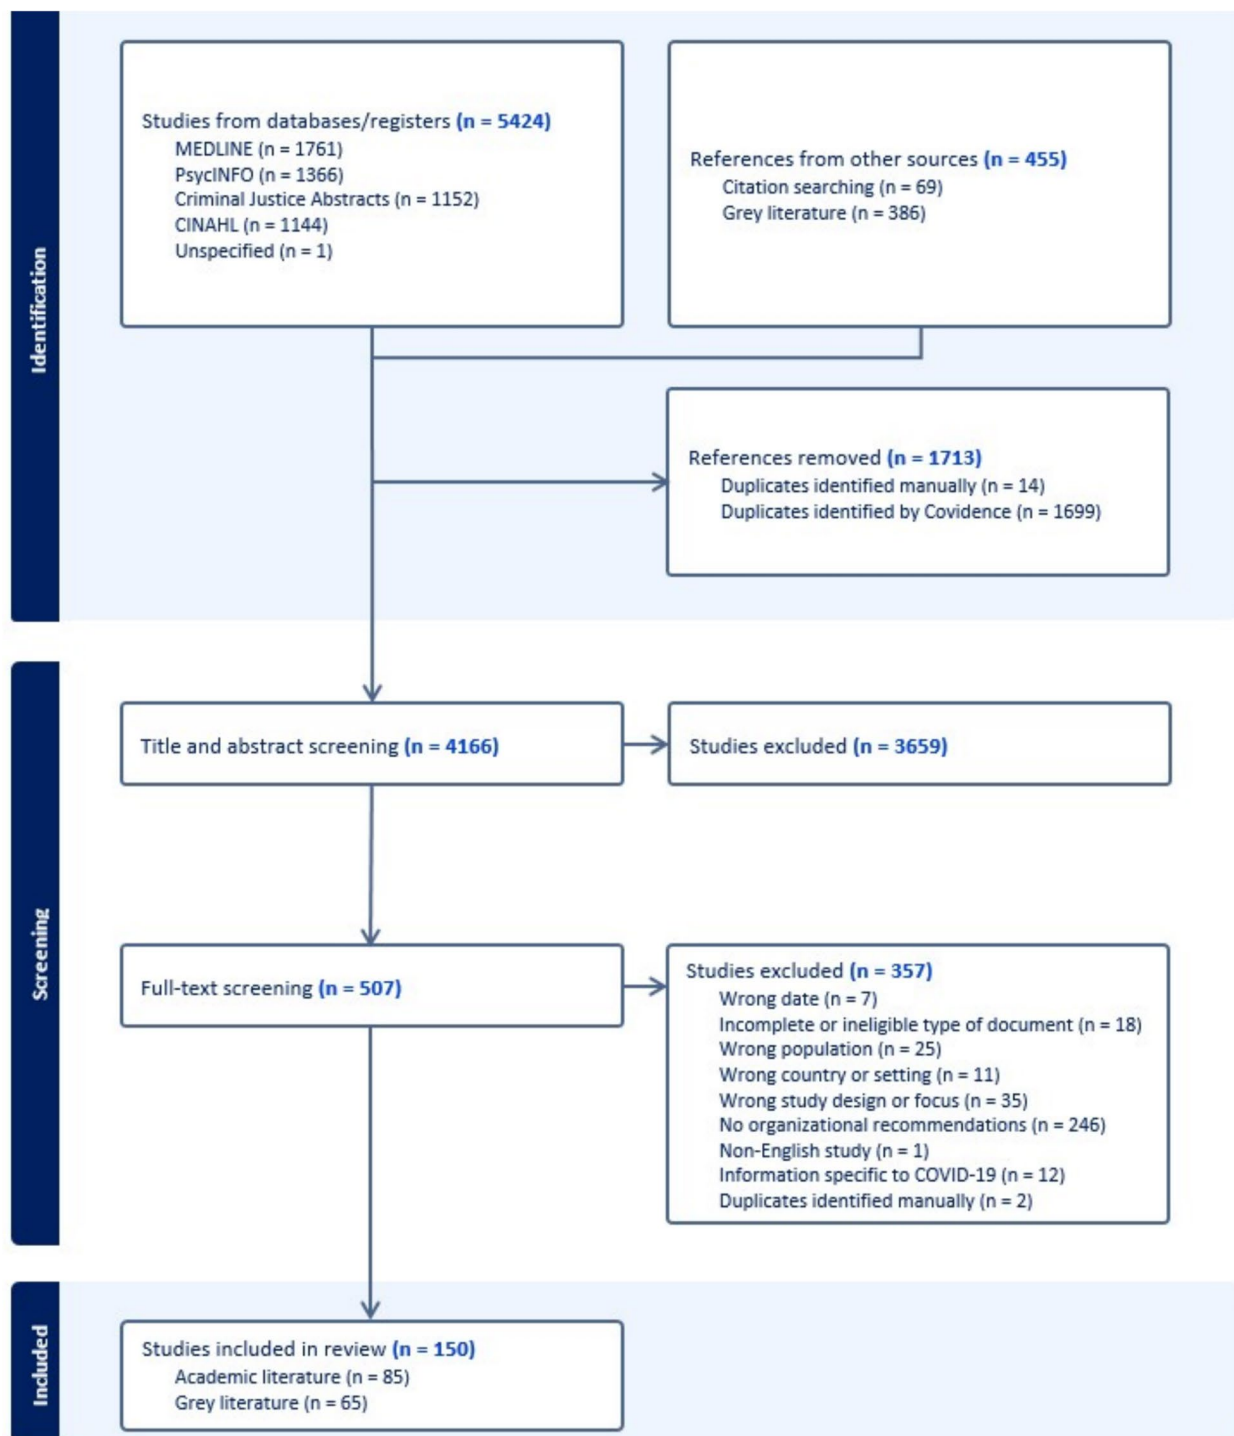 Identification
Studies from databases/registers (n = 5424)
MEDLINE (n = 1761)
PsycINFO (n = 1366)
Criminal Justice Abstracts (n = 1152)
CINAHL (n = 1144)
Unspecified (n = 1)
References from other sources (n = 455)
Citation searching (n = 69)
Grey literature (n = 386)
References removed (n = 1713)
Duplicates identified manually (n = 14)
Duplicates identified by Covidence (n = 1699)
Screening
Title and abstract screening (n = 4166)
Studies excluded (n = 3659)
Full-text screening (n = 507)
Studies excluded (n = 357)
Wrong date (n = 7)
Incomplete or ineligible type of document (n = 18)
Wrong population (n = 25)
Wrong country or setting (n = 11)
Wrong study design or focus (n = 35)
No organizational recommendations (n = 246)
Non-English study (n = 1)
Information specific to COVID-19 (n = 12)
Duplicates identified manually (n = 2)
Included
Studies included in review (n = 150)
Academic literature (n = 85)
Grey literature (n = 65)